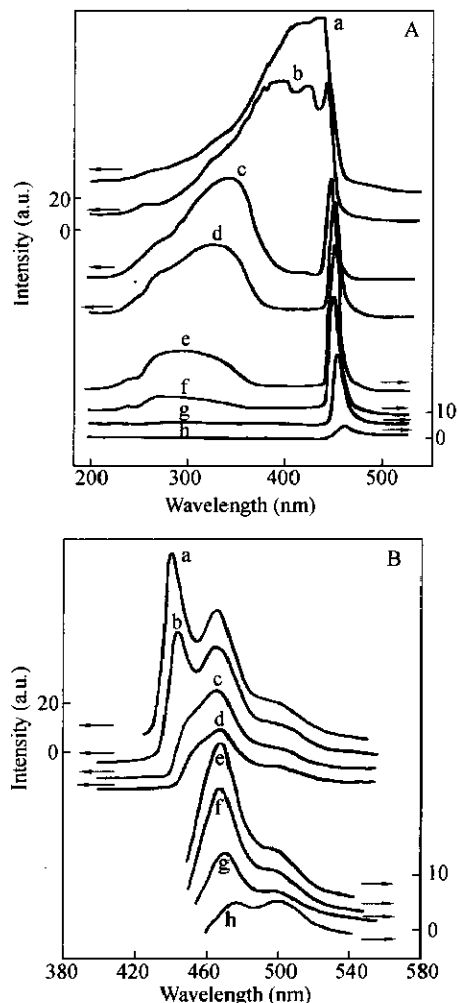 A
a
b
c
d
e
f
g
h
Intensity (a.u.)
20
0
10
0
200
300
400
500
Wavelength (nm)
B
a
b
c
d
e
f
g
h
Intensity (a.u.)
20
0
10
0
380
420
460
500
540
580
Wavelength (nm)